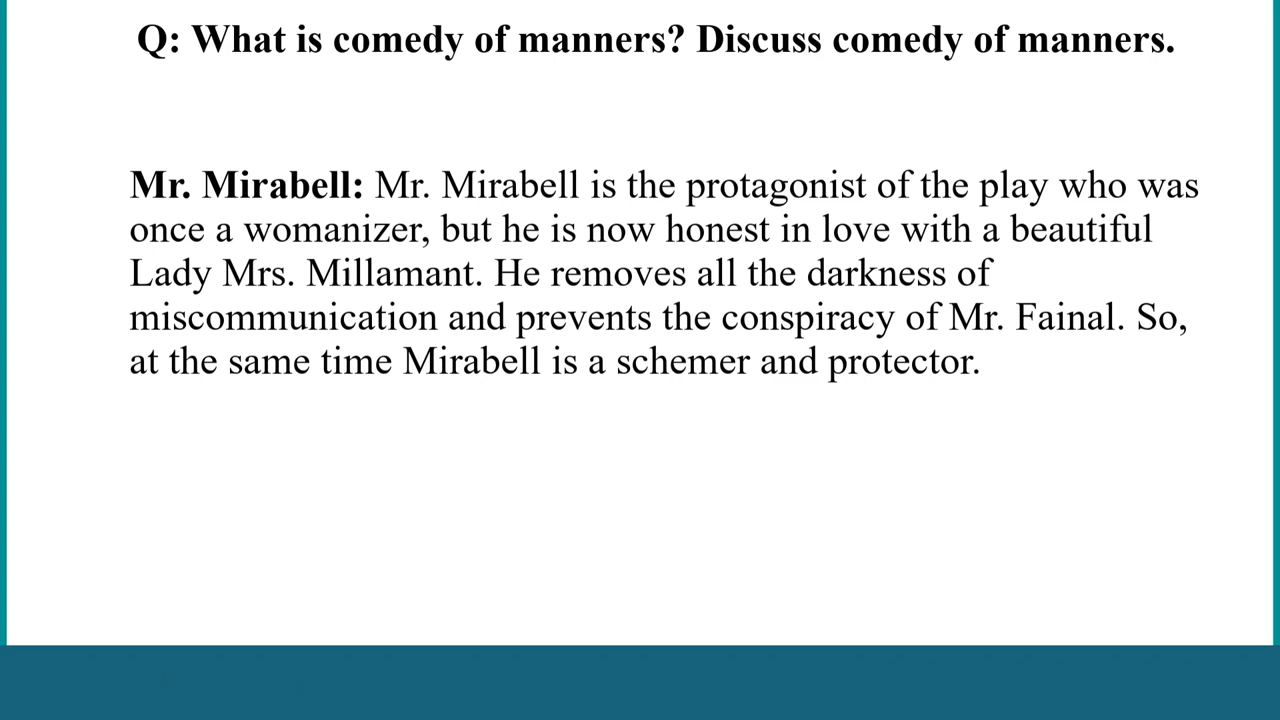 Q: What is comedy of manners? Discuss comedy of manners.
Mr. Mirabell: Mr. Mirabell is the protagonist of the play who was
once a womanizer, but he is now honest in love with a beautiful
Lady Mrs. Millamant. He removes all the darkness of
miscommunication and prevents the conspiracy of Mr. Fainal. So,
at the same time Mirabell is a schemer and protector.